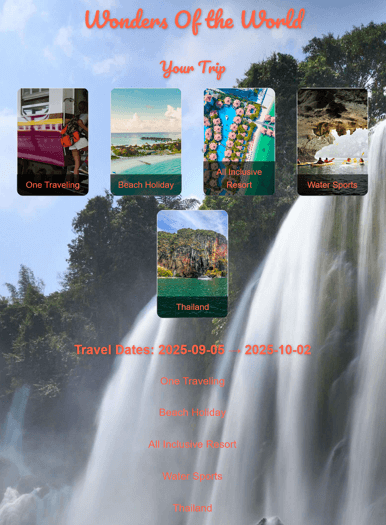 Wonders Of the World
Your Trip
One Traveling
Beach Holiday
All Inclusive
Resort
Water Sports
Thailand
Travel Dates: 2025-09-05 → 2025-10-02
One Traveling
Beach Holiday
All Inclusive Resort
Water Sports
Thailand